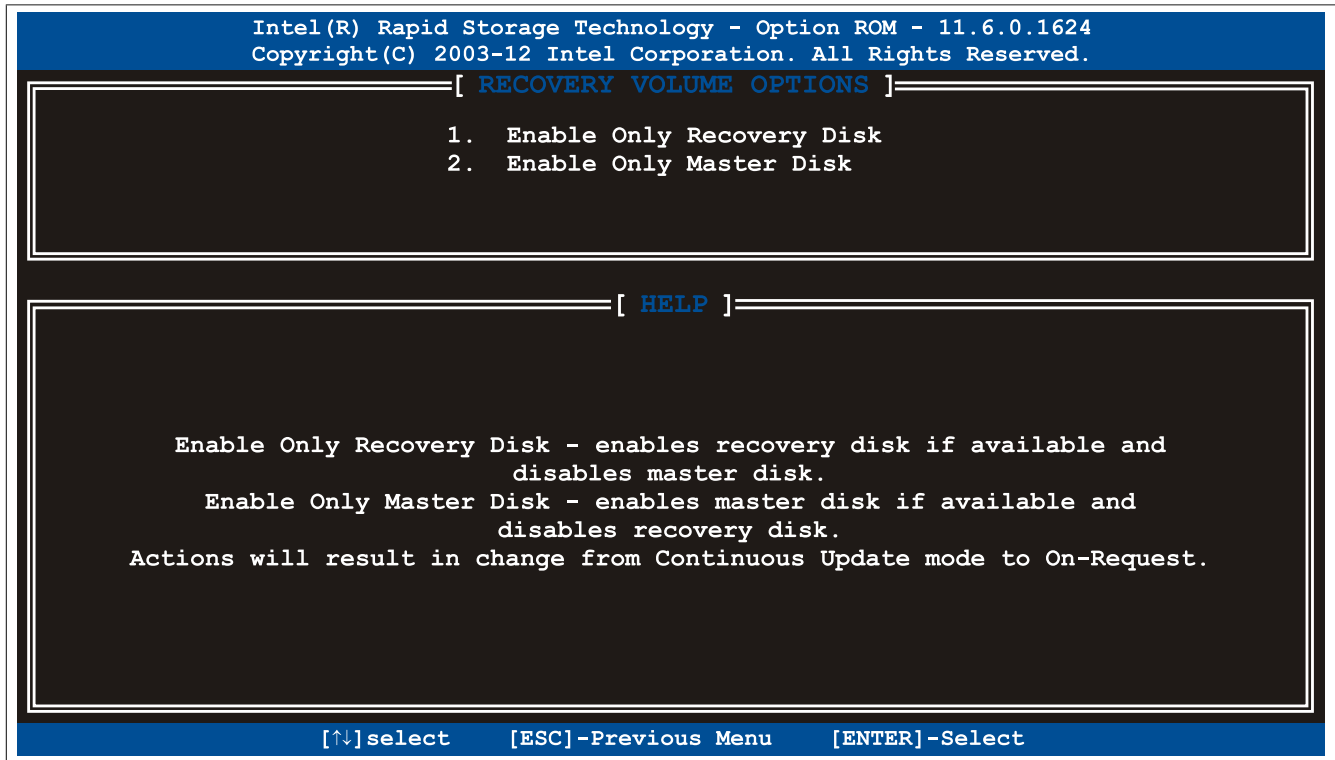 Intel(R) Rapid Storage Technology - Option ROM - 11.6.0.1624
Copyright(C) 2003-12 Intel Corporation. All Rights Reserved.
[ RECOVERY VOLUME OPTIONS ]
1. Enable Only Recovery Disk
2. Enable Only Master Disk
[ HELP ]
Enable Only Recovery Disk – enables recovery disk if available and
disables master disk.
Enable Only Master Disk – enables master disk if available and
disables recovery disk.
Actions will result in change from Continuous Update mode to On-Request.
[↑↓]select [ESC]-Previous Menu [ENTER]-Select